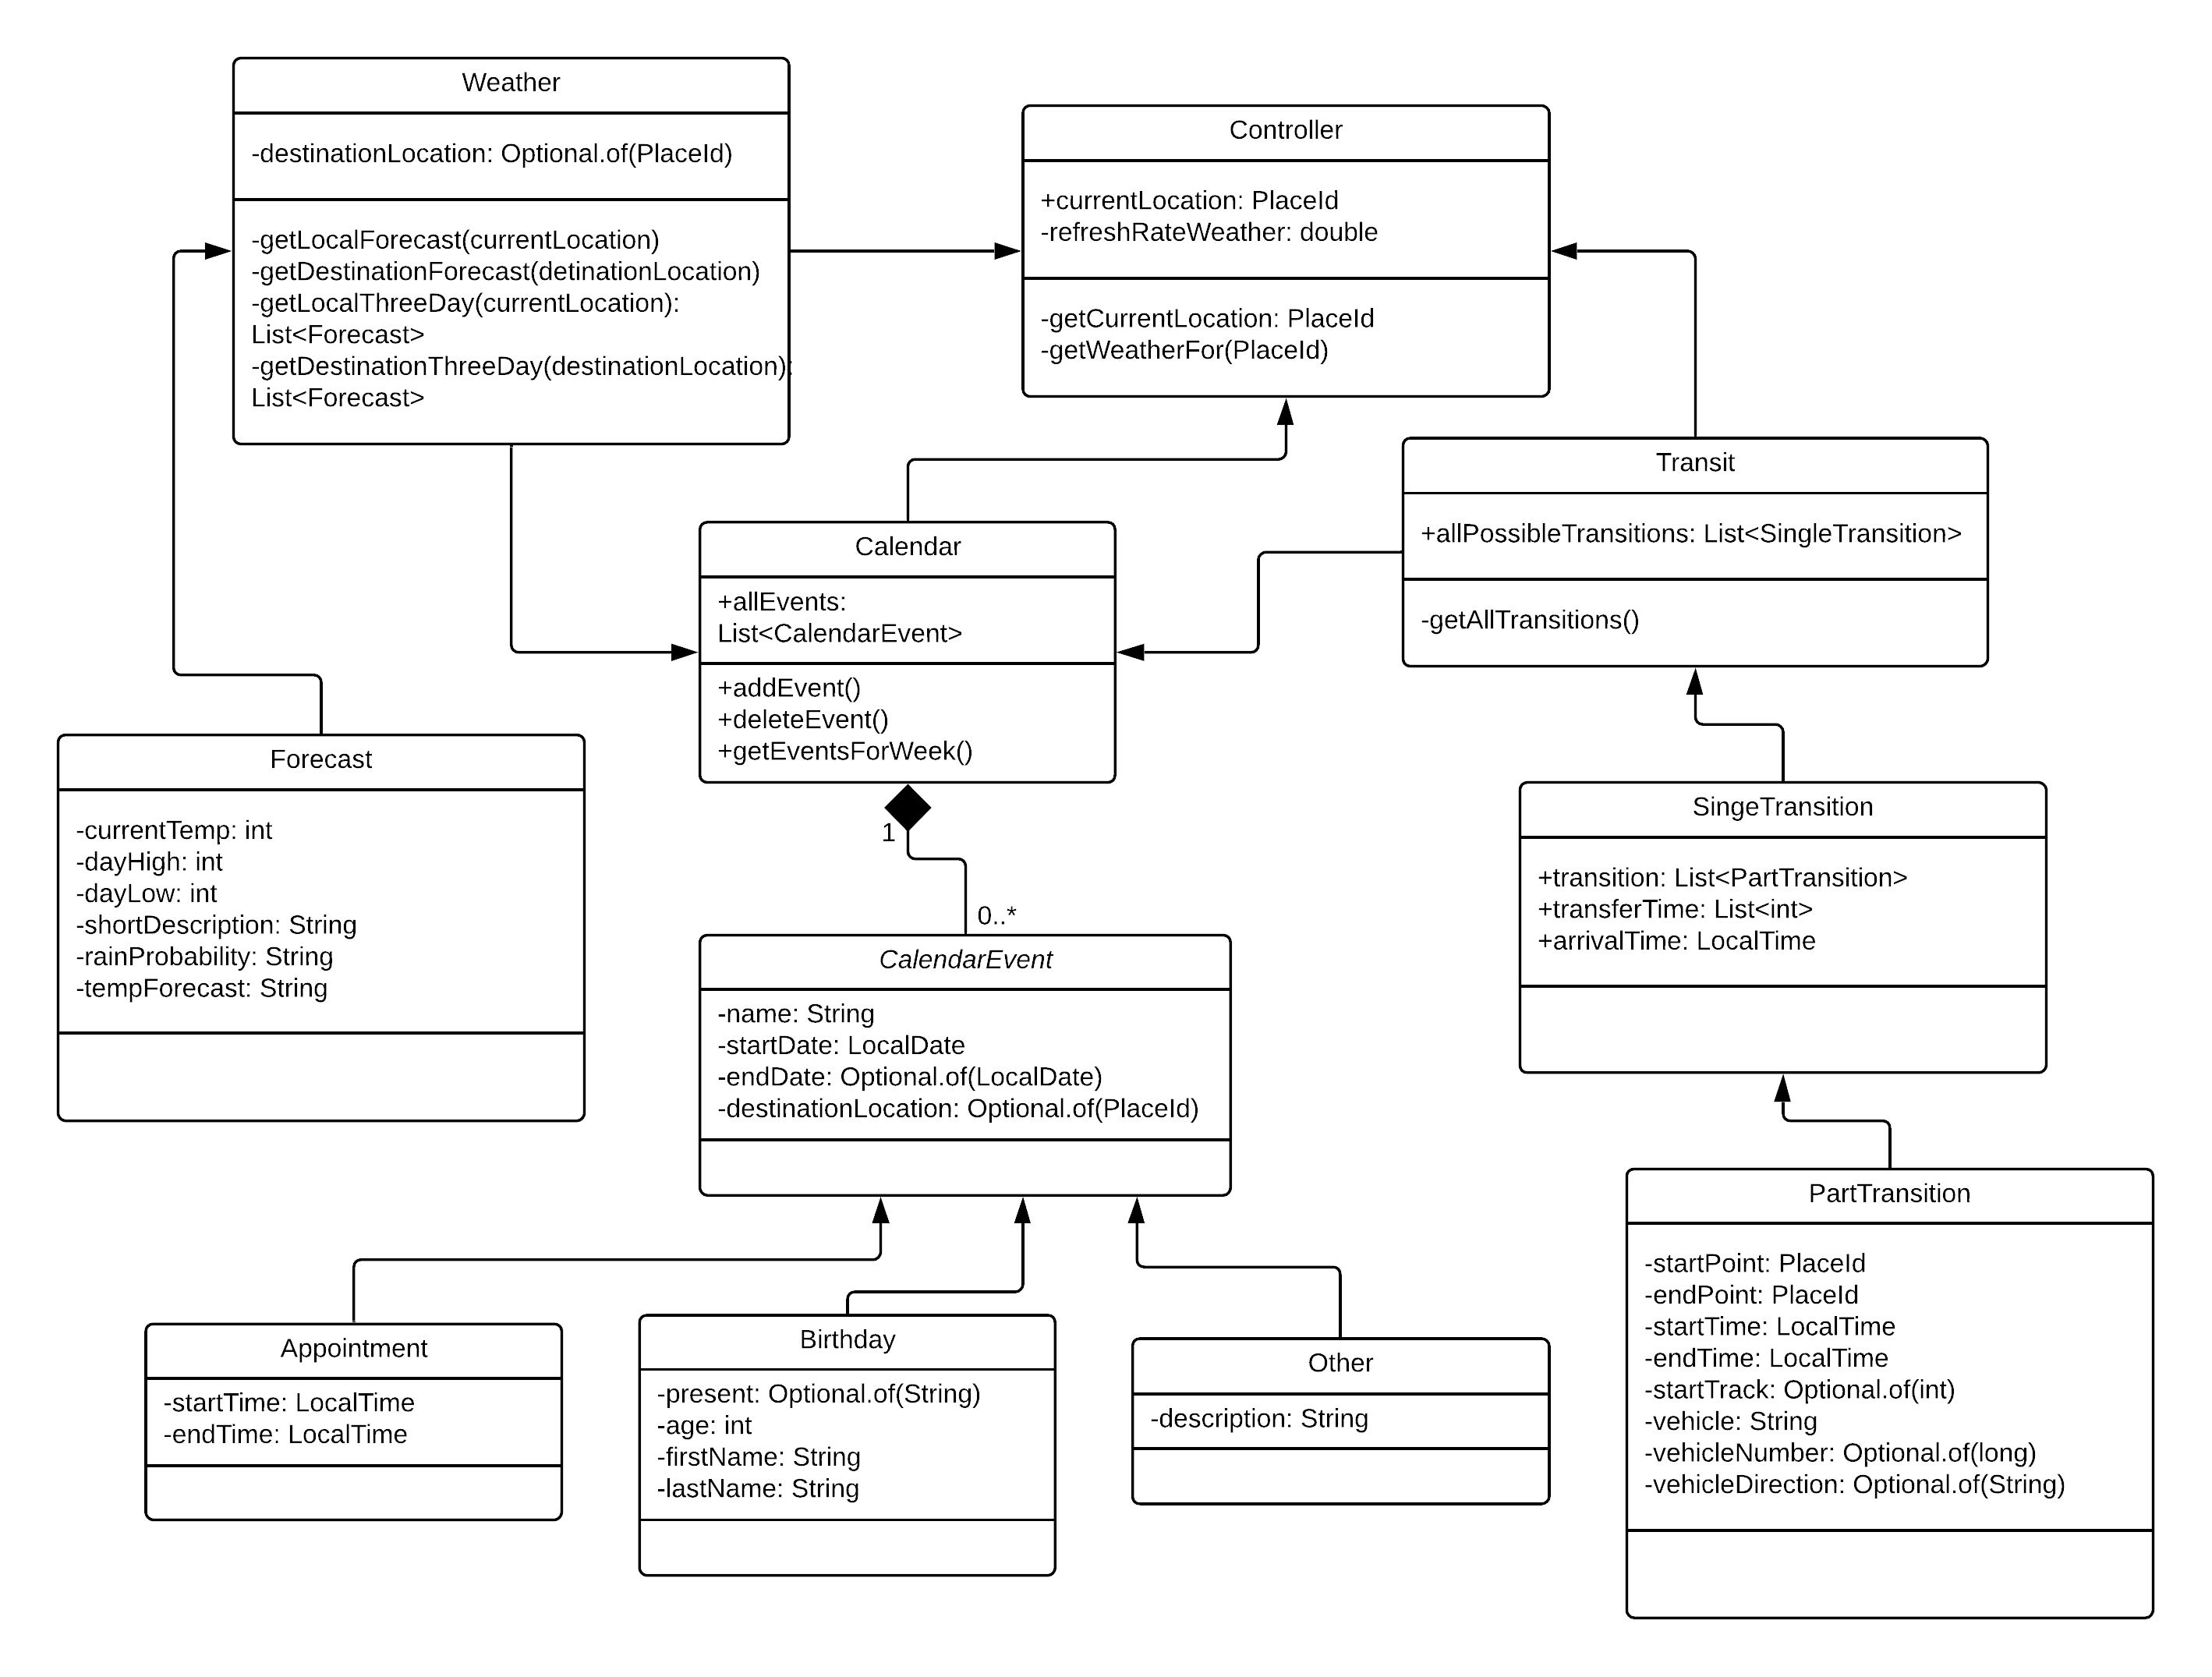 Weather
-destinationLocation: Optional.of(PlaceId)
-getLocalForecast(currentLocation)
-getDestinationForecast(detinationLocation)
-getLocalThreeDay(currentLocation):
List<Forecast>
-getDestinationThreeDay(destinationLocation):
List<Forecast>
Controller
+currentLocation: PlaceId
-refreshRateWeather: double
-getCurrentLocation: PlaceId
-getWeatherFor(PlaceId)
Transit
+allPossibleTransitions: List<SingleTransition>
-getAllTransitions()
Calendar
+allEvents:
List<CalendarEvent>
+addEvent()
+deleteEvent()
+getEventsForWeek()
1
0..*
Forecast
-currentTemp: int
-dayHigh: int
-dayLow: int
-shortDescription: String
-rainProbability: String
-tempForecast: String
SingeTransition
+transition: List<PartTransition>
+transferTime: List<int>
+arrivalTime: LocalTime
CalendarEvent
-name: String
-startDate: LocalDate
-endDate: Optional.of(LocalDate)
-destinationLocation: Optional.of(PlaceId)
PartTransition
-startPoint: PlaceId
-endPoint: PlaceId
-startTime: LocalTime
-endTime: LocalTime
-startTrack: Optional.of(int)
-vehicle: String
-vehicleNumber: Optional.of(long)
-vehicleDirection: Optional.of(String)
Appointment
-startTime: LocalTime
-endTime: LocalTime
Birthday
-present: Optional.of(String)
-age: int
-firstName: String
-lastName: String
Other
-description: String